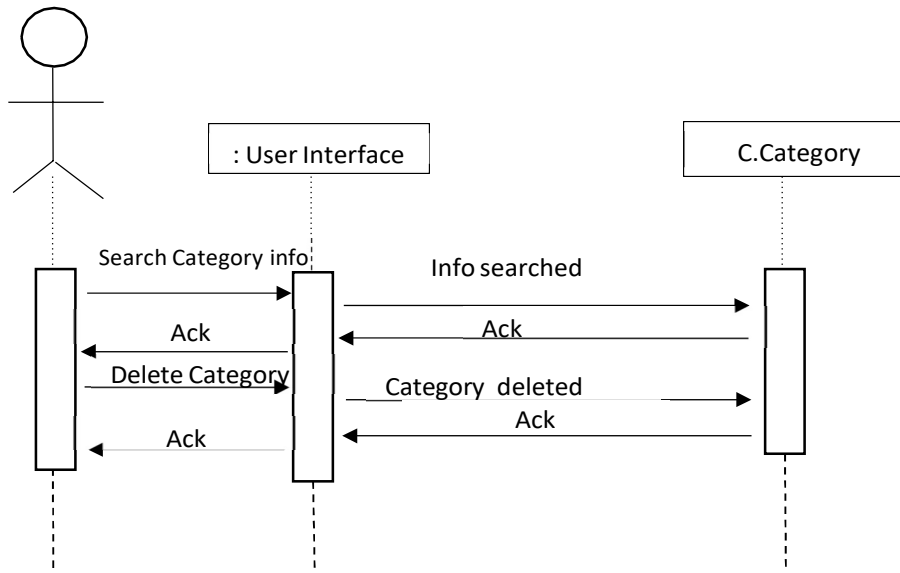 : User Interface
C.Category
Search Category info
Info searched
Ack
Ack
Delete Category
Category deleted
Ack
Ack